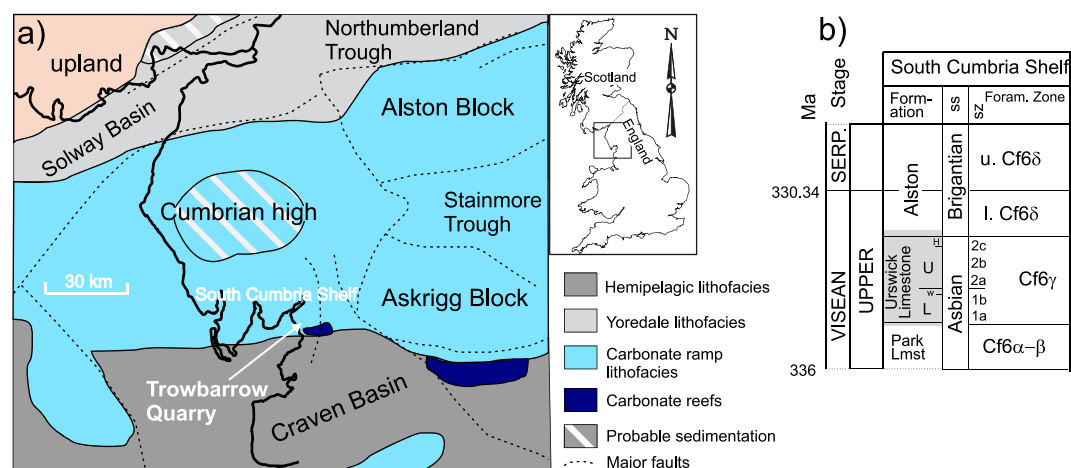 a)
upland
Northumberland
Trough
Solway Basin
Alston Block
Cumbrian high
Stainmore
Trough
30 km
South Cumbria Shelf
Askrigg Block
Trowbarrow
Quarry
Craven Basin
N
Scotland
England
Hemipelagic lithofacies
Yoredale lithofacies
Carbonate ramp
lithofacies
Carbonate reefs
Probable sedimentation
Major faults
b)
Ma
Stage
South Cumbria Shelf
Form-
ation
ss
sz
Foram. Zone
SERP.
330.34
VISEAN
336
UPPER
Alston
Urswick
Limestone
H
U
w
L
Park
Lmst
Brigantian
Asbian
2c
2b
2a
1b
1a
u. Cf6δ
l. Cf6δ
Cf6γ
Cf6α–β